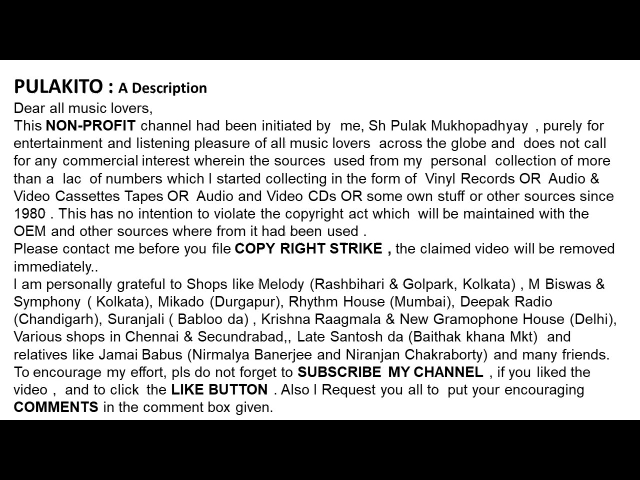 PULAKITO : A Description
Dear all music lovers,
This NON-PROFIT channel had been initiated by me, Sh Pulak Mukhopadhyay , purely for
entertainment and listening pleasure of all music lovers across the globe and does not call
for any commercial interest wherein the sources used from my personal collection of more
than a lac of numbers which I started collecting in the form of Vinyl Records OR Audio &
Video Cassettes Tapes OR Audio and Video CDs OR some own stuff or other sources since
1980 . This has no intention to violate the copyright act which will be maintained with the
OEM and other sources where from it had been used .
Please contact me before you file COPY RIGHT STRIKE , the claimed video will be removed
immediately..
I am personally grateful to Shops like Melody (Rashbihari & Golpark, Kolkata) , M Biswas &
Symphony ( Kolkata), Mikado (Durgapur), Rhythm House (Mumbai), Deepak Radio
(Chandigarh), Suranjali ( Babloo da) , Krishna Raagmala & New Gramophone House (Delhi),
Various shops in Chennai & Secundrabad,, Late Santosh da (Baithak khana Mkt) and
relatives like Jamai Babus (Nirmalya Banerjee and Niranjan Chakraborty) and many friends.
To encourage my effort, pls do not forget to SUBSCRIBE MY CHANNEL , if you liked the
video , and to click the LIKE BUTTON . Also I Request you all to put your encouraging
COMMENTS in the comment box given.